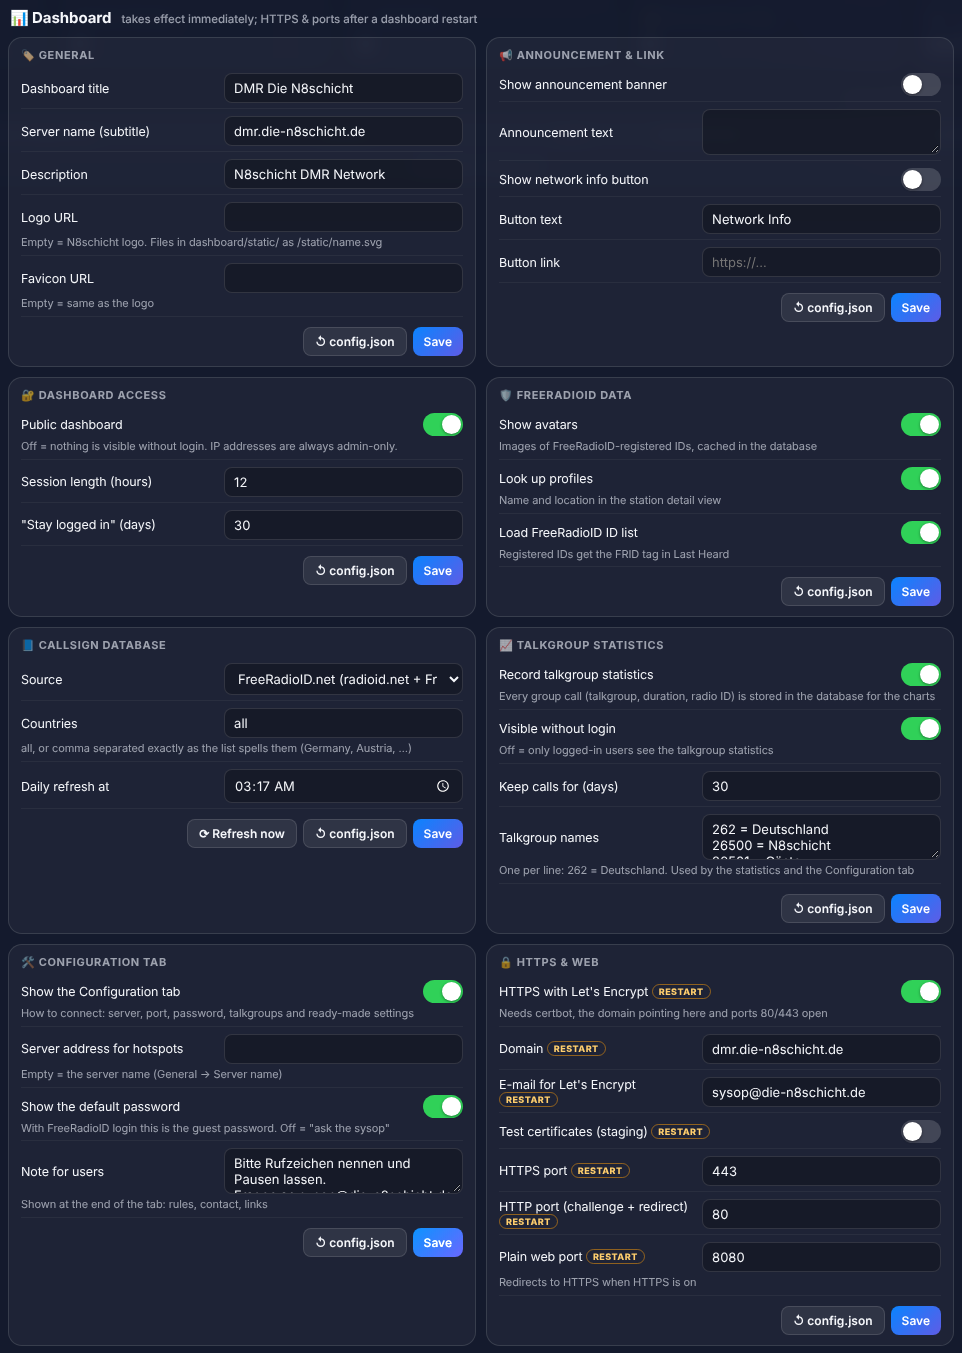 📊 Dashboard takes effect immediately; HTTPS & ports after a dashboard restart
🏷️ GENERAL
Dashboard title
DMR Die N8schicht
Server name (subtitle)
dmr.die-n8schicht.de
Description
N8schicht DMR Network
Logo URL
Empty = N8schicht logo. Files in dashboard/static/ as /static/name.svg
Favicon URL
Empty = same as the logo
↺ config.json
Save
📢 ANNOUNCEMENT & LINK
Show announcement banner
Announcement text
Show network info button
Button text
Network Info
Button link
https://...
↺ config.json
Save
🔐 DASHBOARD ACCESS
Public dashboard
Off = nothing is visible without login. IP addresses are always admin-only.
Session length (hours)
12
"Stay logged in" (days)
30
↺ config.json
Save
🛡️ FREERADIOID DATA
Show avatars
Images of FreeRadioID-registered IDs, cached in the database
Look up profiles
Name and location in the station detail view
Load FreeRadioID ID list
Registered IDs get the FRID tag in Last Heard
↺ config.json
Save
📘 CALLSIGN DATABASE
Source
FreeRadioID.net (radioid.net + Fr
Countries
all
all, or comma separated exactly as the list spells them (Germany, Austria, ...)
Daily refresh at
03:17 AM
⟳ Refresh now
↺ config.json
Save
📈 TALKGROUP STATISTICS
Record talkgroup statistics
Every group call (talkgroup, duration, radio ID) is stored in the database for the charts
Visible without login
Off = only logged-in users see the talkgroup statistics
Keep calls for (days)
30
Talkgroup names
262 = Deutschland
26500 = N8schicht
One per line: 262 = Deutschland. Used by the statistics and the Configuration tab
↺ config.json
Save
🛠️ CONFIGURATION TAB
Show the Configuration tab
How to connect: server, port, password, talkgroups and ready-made settings
Server address for hotspots
Empty = the server name (General → Server name)
Show the default password
With FreeRadioID login this is the guest password. Off = "ask the sysop"
Note for users
Bitte Rufzeichen nennen und
Pausen lassen.
Shown at the end of the tab: rules, contact, links
↺ config.json
Save
🔒 HTTPS & WEB
HTTPS with Let's Encrypt RESTART
Needs certbot, the domain pointing here and ports 80/443 open
Domain RESTART
dmr.die-n8schicht.de
E-mail for Let's Encrypt
RESTART
sysop@die-n8schicht.de
Test certificates (staging) RESTART
HTTPS port RESTART
443
HTTP port (challenge + redirect)
RESTART
80
Plain web port RESTART
8080
Redirects to HTTPS when HTTPS is on
↺ config.json
Save